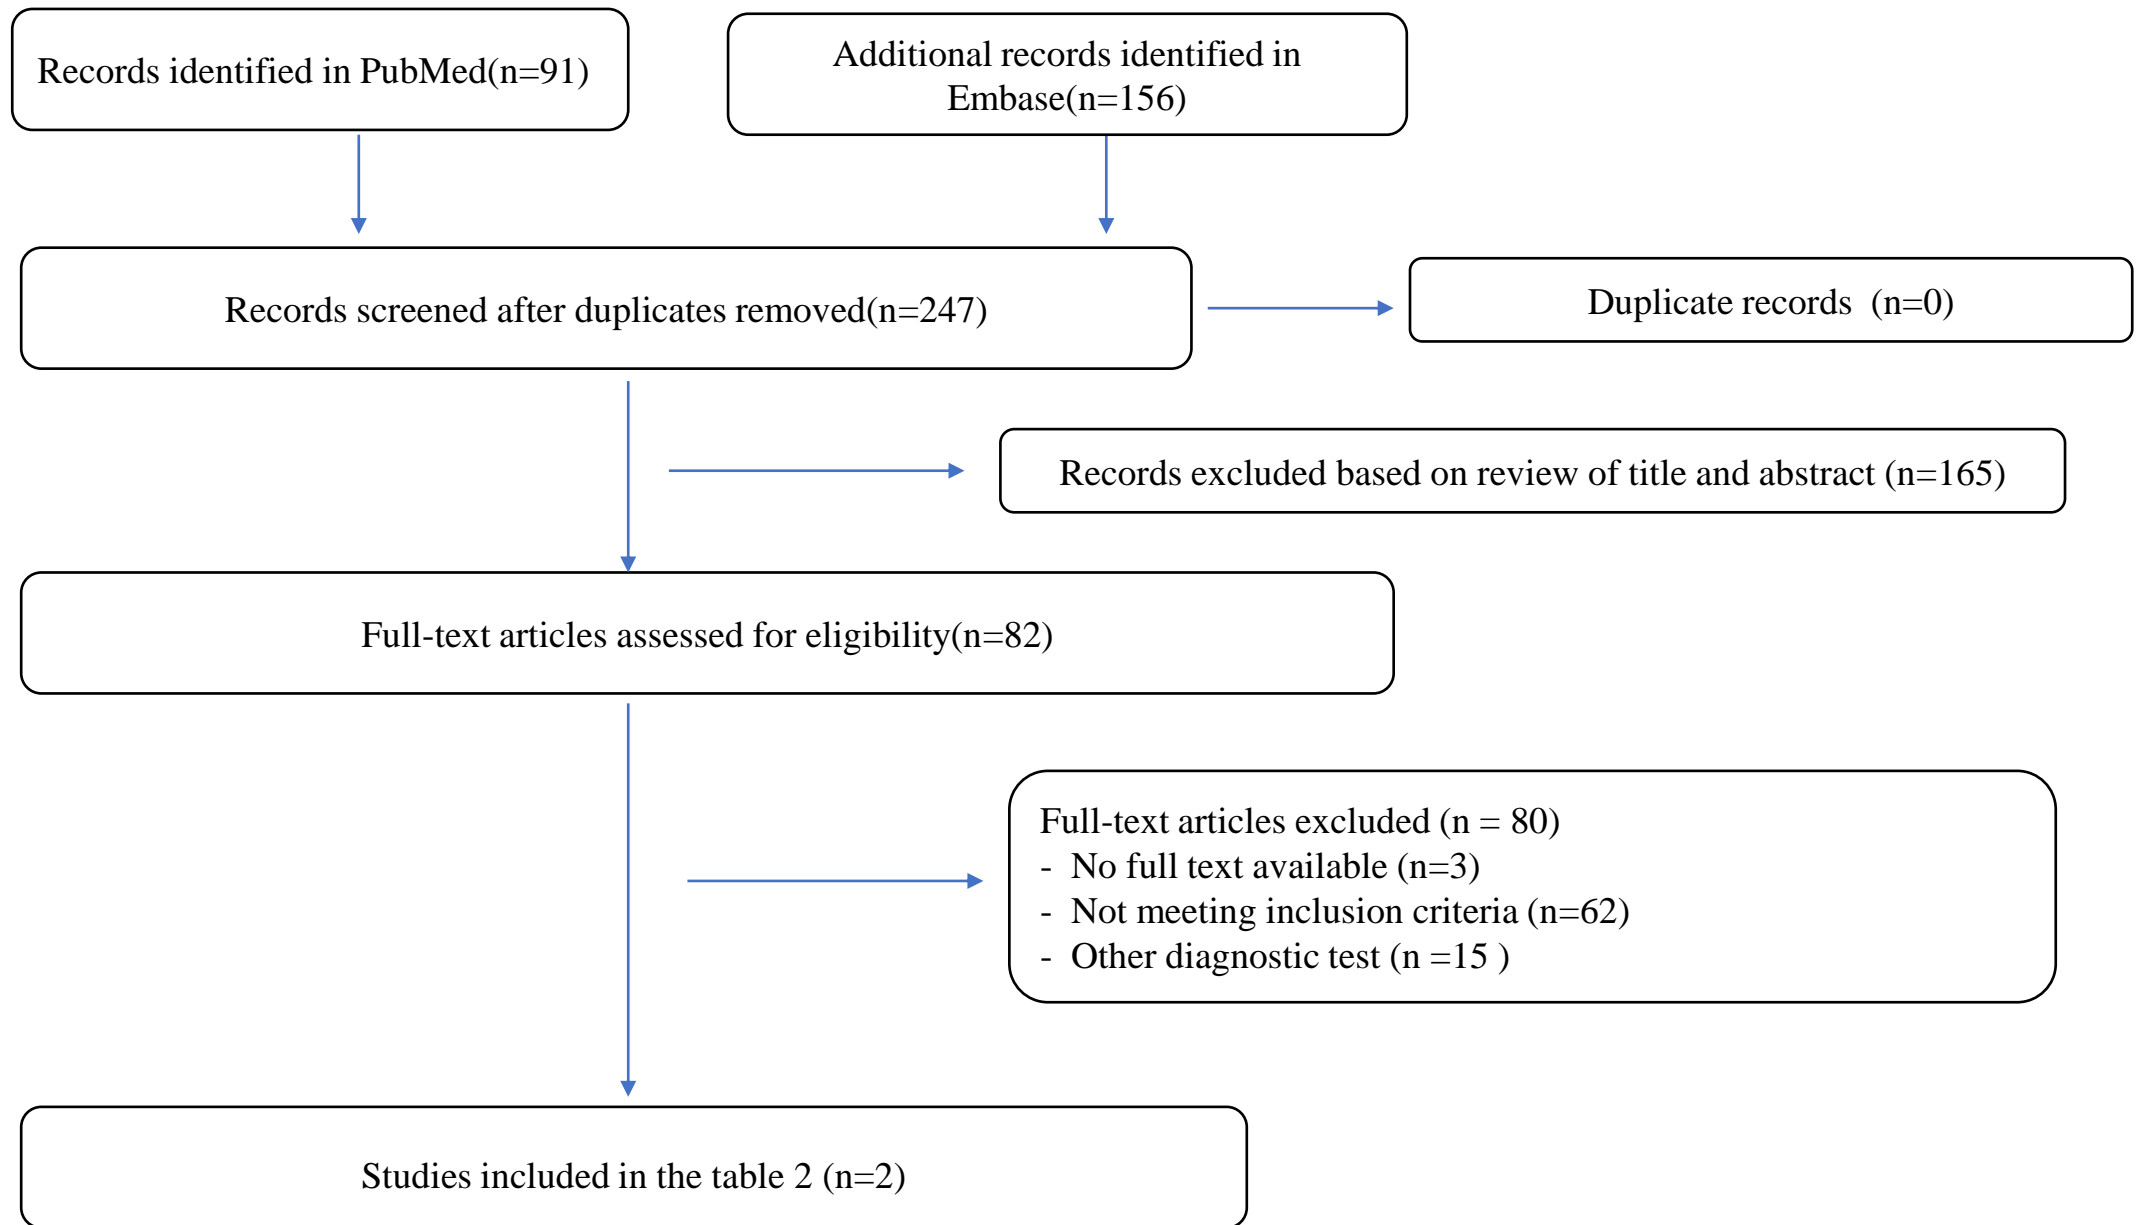 Records identified in PubMed(n=91)
Additional records identified in
Embase(n=156)
Records screened after duplicates removed(n=247)
Duplicate records  (n=0)
Records excluded based on review of title and abstract (n=165)
Full-text articles assessed for eligibility(n=82)
Full-text articles excluded (n = 80)
- No full text available (n=3)
- Not meeting inclusion criteria (n=62)
- Other diagnostic test (n =15 )
Studies included in the table 2 (n=2)